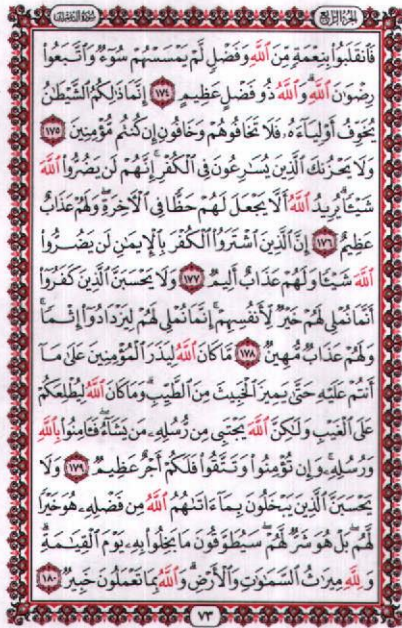 الجزء الرابع
سورة آل عمران
فَٱنقَلَبُوا۟ بِنِعْمَةٍ مِّنَ ٱللَّهِ وَفَضْلٍ لَّمْ يَمْسَسْهُمْ سُوٓءٌ وَٱتَّبَعُوا۟
رِضْوَٰنَ ٱللَّهِ ۗ وَٱللَّهُ ذُو فَضْلٍ عَظِيمٍ ١٧٤ إِنَّمَا ذَٰلِكُمُ ٱلشَّيْطَٰنُ
يُخَوِّفُ أَوْلِيَآءَهُۥ فَلَا تَخَافُوهُمْ وَخَافُونِ إِن كُنتُم مُّؤْمِنِينَ ١٧٥
وَلَا يَحْزُنكَ ٱلَّذِينَ يُسَٰرِعُونَ فِى ٱلْكُفْرِ ۚ إِنَّهُمْ لَن يَضُرُّوا۟ ٱللَّهَ
شَيْـًٔا ۗ يُرِيدُ ٱللَّهُ أَلَّا يَجْعَلَ لَهُمْ حَظًّا فِى ٱلْءَاخِرَةِ ۖ وَلَهُمْ عَذَابٌ
عَظِيمٌ ١٧٦ إِنَّ ٱلَّذِينَ ٱشْتَرَوُا۟ ٱلْكُفْرَ بِٱلْإِيمَٰنِ لَن يَضُرُّوا۟
ٱللَّهَ شَيْـًٔا وَلَهُمْ عَذَابٌ أَلِيمٌ ١٧٧ وَلَا يَحْسَبَنَّ ٱلَّذِينَ كَفَرُوٓا۟
أَنَّمَا نُمْلِى لَهُمْ خَيْرٌ لِّأَنفُسِهِمْ ۚ إِنَّمَا نُمْلِى لَهُمْ لِيَزْدَادُوٓا۟ إِثْمًا ۚ
وَلَهُمْ عَذَابٌ مُّهِينٌ ١٧٨ مَّا كَانَ ٱللَّهُ لِيَذَرَ ٱلْمُؤْمِنِينَ عَلَىٰ مَآ
أَنتُمْ عَلَيْهِ حَتَّىٰ يَمِيزَ ٱلْخَبِيثَ مِنَ ٱلطَّيِّبِ ۗ وَمَا كَانَ ٱللَّهُ لِيُطْلِعَكُمْ
عَلَى ٱلْغَيْبِ وَلَٰكِنَّ ٱللَّهَ يَجْتَبِى مِن رُّسُلِهِۦ مَن يَشَآءُ ۖ فَـَٔامِنُوا۟ بِٱللَّهِ
وَرُسُلِهِۦ ۚ وَإِن تُؤْمِنُوا۟ وَتَتَّقُوا۟ فَلَكُمْ أَجْرٌ عَظِيمٌ ١٧٩ وَلَا
يَحْسَبَنَّ ٱلَّذِينَ يَبْخَلُونَ بِمَآ ءَاتَىٰهُمُ ٱللَّهُ مِن فَضْلِهِۦ هُوَ خَيْرًا
لَّهُم ۖ بَلْ هُوَ شَرٌّ لَّهُمْ ۖ سَيُطَوَّقُونَ مَا بَخِلُوا۟ بِهِۦ يَوْمَ ٱلْقِيَٰمَةِ ۗ
وَلِلَّهِ مِيرَٰثُ ٱلسَّمَٰوَٰتِ وَٱلْأَرْضِ ۗ وَٱللَّهُ بِمَا تَعْمَلُونَ خَبِيرٌ ١٨٠
٧٣